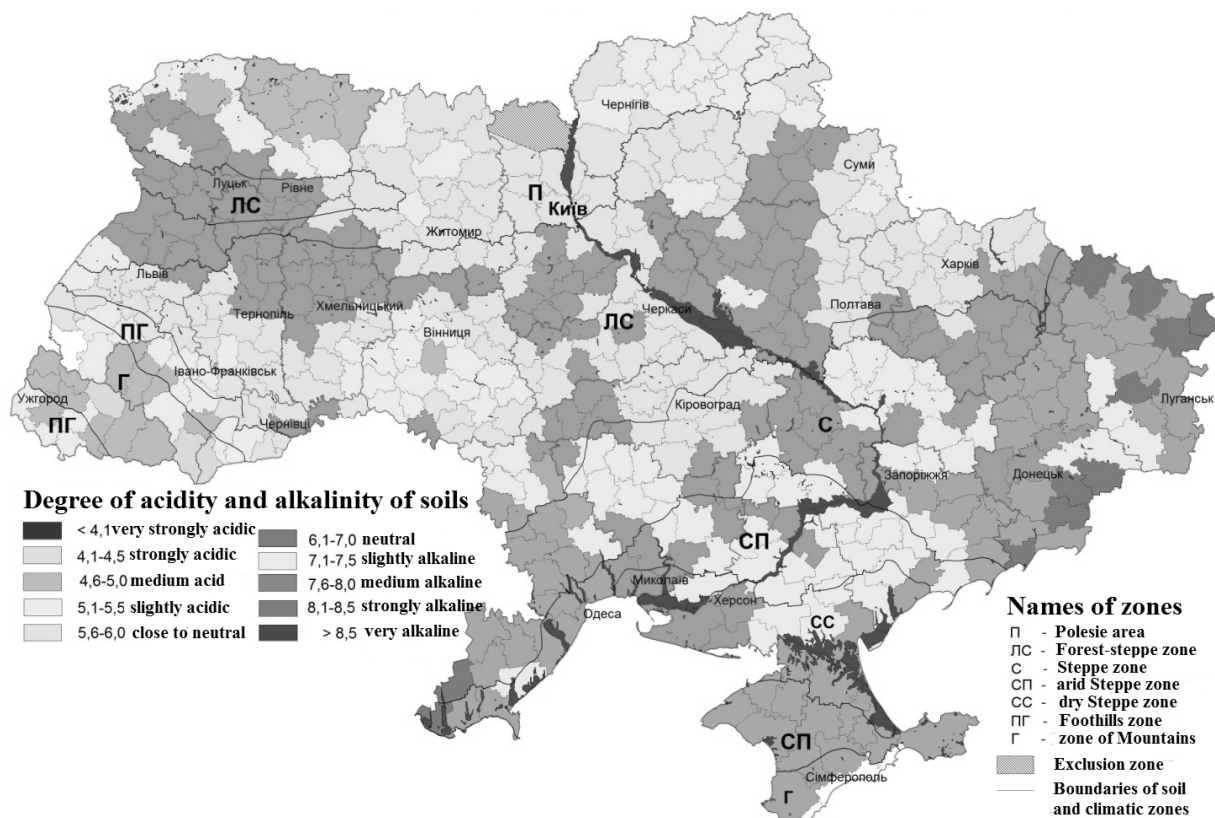 Чернігів
Суми
Луцьк
Рівне
ЛС
П
Київ
Житомир
Харків
Львів
Тернопіль
Хмельницький
Вінниця
Черкаси
Полтава
ПГ
ЛС
Г
Івано-Франківськ
Ужгород
Луганськ
Кіровоград
ПГ
Чернівці
С
Запоріжжя
Донецьк
СП
Миколаїв
Херсон
Одеса
СС
СП
Сімферополь
Г
Degree of acidity and alkalinity of soils
< 4,1 very strongly acidic
4,1-4,5 strongly acidic
4,6-5,0 medium acid
5,1-5,5 slightly acidic
5,6-6,0 close to neutral
6,1-7,0 neutral
7,1-7,5 slightly alkaline
7,6-8,0 medium alkaline
8,1-8,5 strongly alkaline
> 8,5 very alkaline
Names of zones
П - Polesie area
ЛС - Forest-steppe zone
С - Steppe zone
СП - arid Steppe zone
СС - dry Steppe zone
ПГ - Foothills zone
Г - zone of Mountains
Exclusion zone
Boundaries of soil
and climatic zones